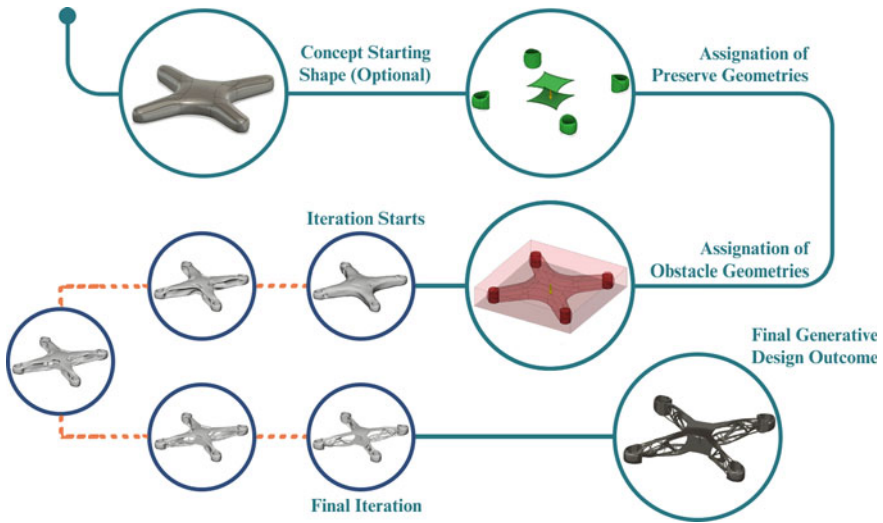 Concept Starting
Shape (Optional)
Assignation of
Preserve Geometries
Iteration Starts
Assignation of
Obstacle Geometries
Final Generative
Design Outcome
Final Iteration